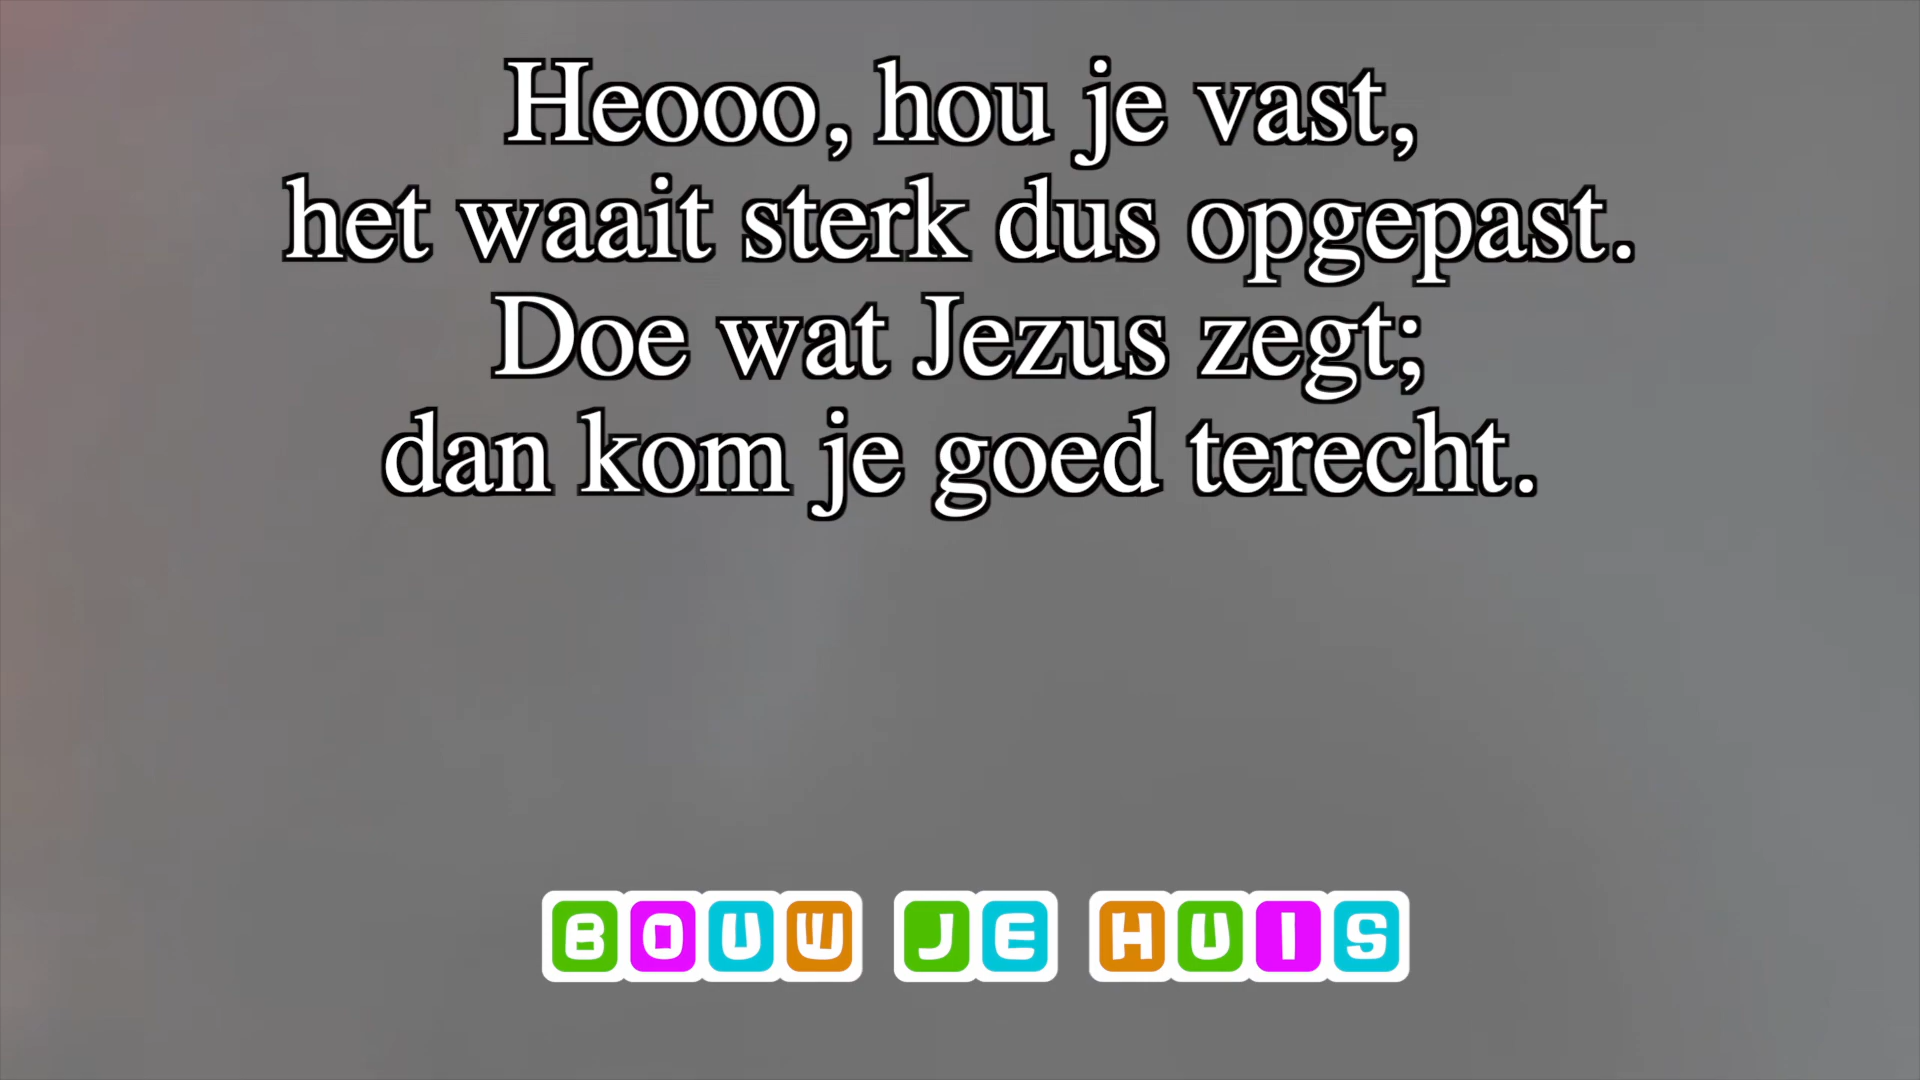 Heooo, hou je vast,
het waait sterk dus opgepast.
Doe wat Jezus zegt;
dan kom je goed terecht.
BOUW JE HUIS